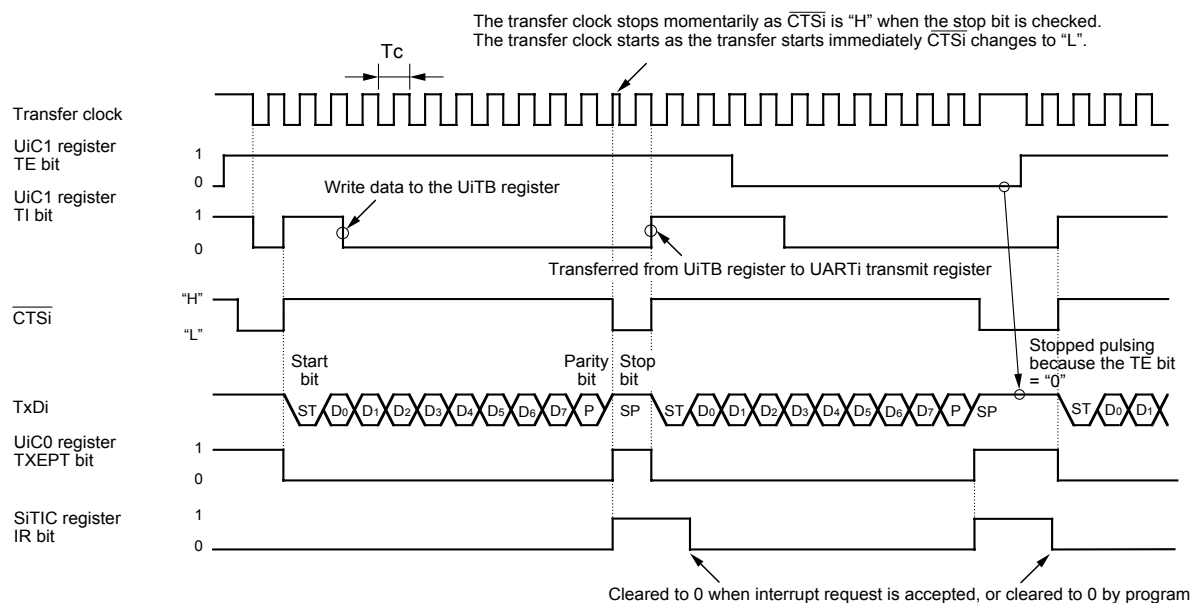 The transfer clock stops momentarily as CTSi is “H” when the stop bit is checked.
The transfer clock starts as the transfer starts immediately CTSi changes to “L”.
Tc
Transfer clock
UiC1 register
TE bit
1
0
Write data to the UiTB register
UiC1 register
TI bit
1
0
Transferred from UiTB register to UARTi transmit register
CTSi
“H”
“L”
Start
bit
Parity
bit
Stop
bit
Stopped pulsing
because the TE bit
= “0”
TxDi
ST D0 D1 D2 D3 D4 D5 D6 D7 P SP ST D0 D1 D2 D3 D4 D5 D6 D7 P SP ST D0 D1
UiC0 register
TXEPT bit
1
0
SiTIC register
IR bit
1
0
Cleared to 0 when interrupt request is accepted, or cleared to 0 by program